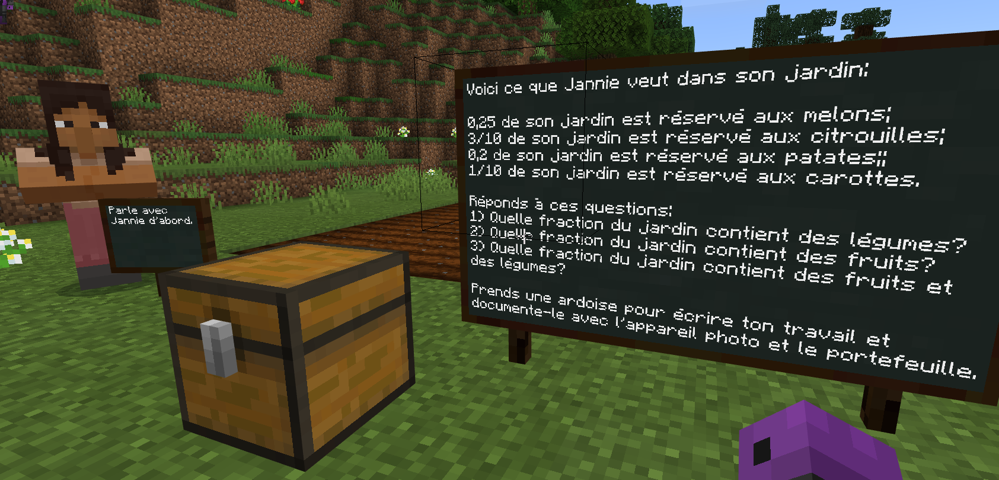 Parle avec
Jannie d'abord.
Voici ce que Jannie veut dans son jardin:
0,25 de son jardin est réservé aux melons;
3/10 de son jardin est réservé aux citrouilles;
0,2 de son jardin est réservé aux patates;;
1/10 de son jardin est réservé aux carottes.
Réponds à ces questions:
1) Quelle fraction du jardin contient des légumes?
2) Quelle fraction du jardin contient des fruits?
3) Quelle fraction du jardin contient des fruits et
des légumes?
Prends une ardoise pour écrire ton travail et
documente-le avec l'appareil photo et le portefeuille.